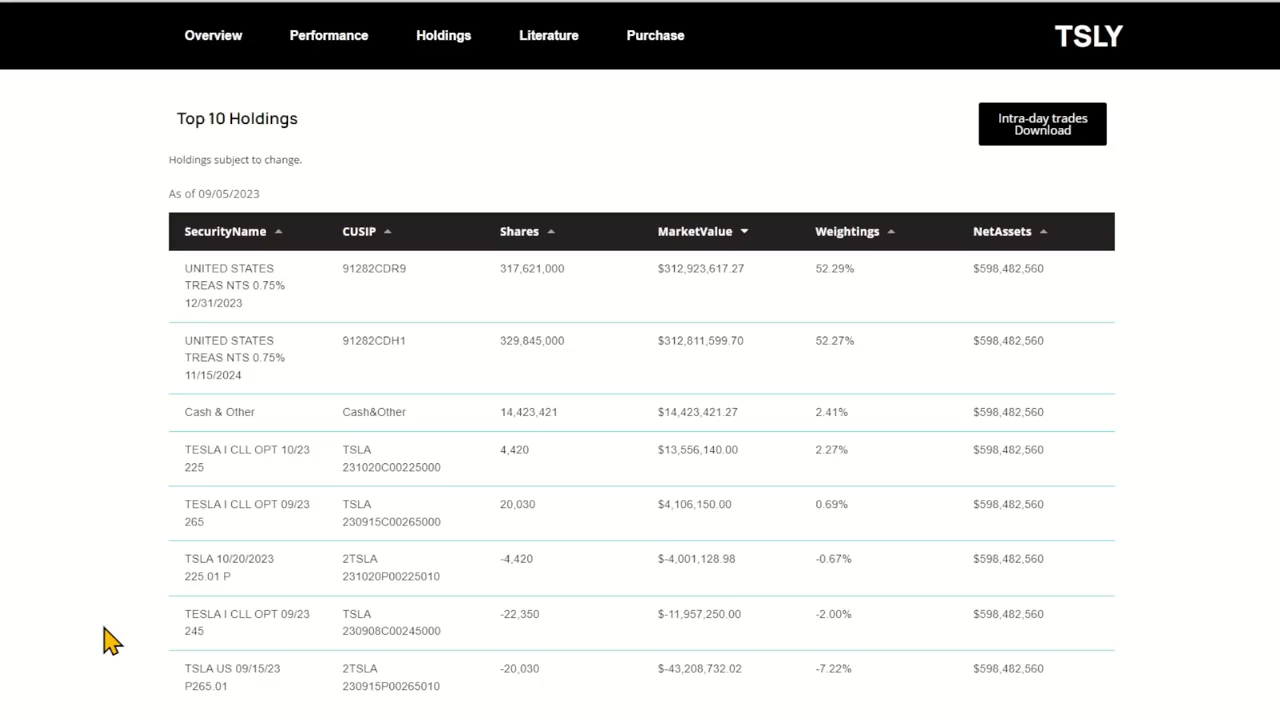 Overview Performance Holdings Literature Purchase TSLY
Top 10 Holdings
Intra-day trades
Download
Holdings subject to change.
As of 09/05/2023
SecurityName CUSIP Shares MarketValue Weightings NetAssets
UNITED STATES 91282CDR9 317,621,000 $312,923,617.27 52.29% $598,482,560
TREAS NTS 0.75%
12/31/2023
UNITED STATES 91282CDH1 329,845,000 $312,811,599.70 52.27% $598,482,560
TREAS NTS 0.75%
11/15/2024
Cash & Other Cash&Other 14,423,421 $14,423,421.27 2.41% $598,482,560
TESLA I CLL OPT 10/23 TSLA 4,420 $13,556,140.00 2.27% $598,482,560
225 231020C00225000
TESLA I CLL OPT 09/23 TSLA 20,030 $4,106,150.00 0.69% $598,482,560
265 230915C00265000
TSLA 10/20/2023 2TSLA -4,420 $-4,001,128.98 -0.67% $598,482,560
225.01 P 231020P00225010
TESLA I CLL OPT 09/23 TSLA -22,350 $-11,957,250.00 -2.00% $598,482,560
245 230908C00245000
TSLA US 09/15/23 2TSLA -20,030 $-43,208,732.02 -7.22% $598,482,560
P265.01 230915P00265010